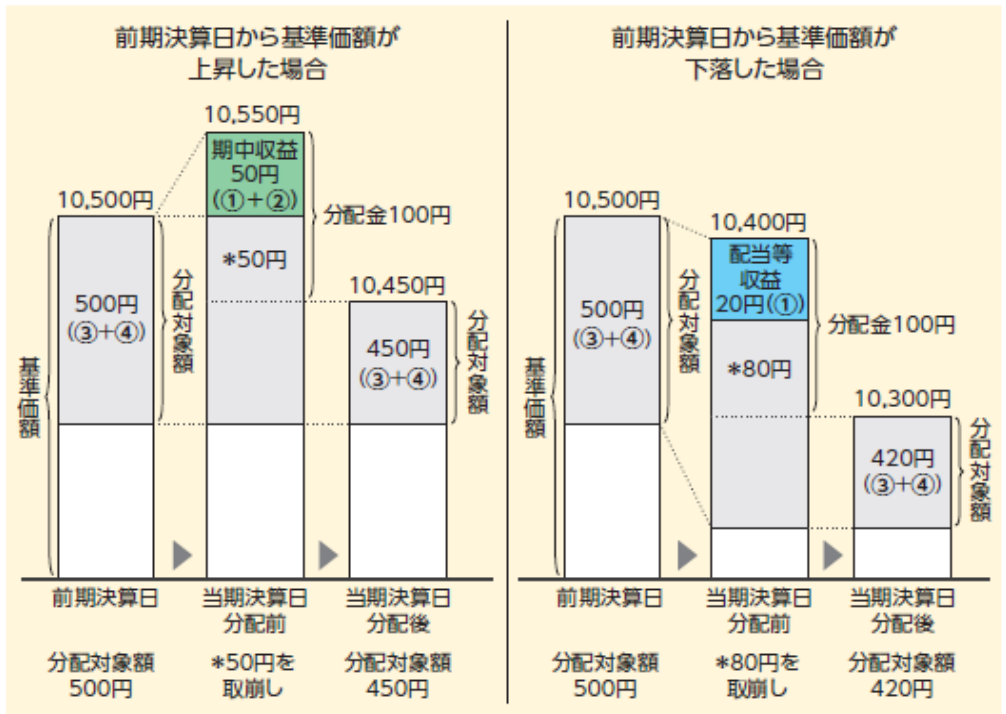 前期決算日から基準価額が
上昇した場合
10,550円
期中収益
50円
(①+②)
10,500円
分配金100円
*50円
10,450円
500円
(③+④)
分配対象額
450円
(③+④)
分配対象額
基準価額
前期決算日
当期決算日
分配前
当期決算日
分配後
分配対象額
500円
*50円を
取崩し
分配対象額
450円
前期決算日から基準価額が
下落した場合
10,500円
10,400円
配当等
収益
20円(①)
500円
(③+④)
分配対象額
分配金100円
*80円
10,300円
420円
(③+④)
分配対象額
基準価額
前期決算日
当期決算日
分配前
当期決算日
分配後
分配対象額
500円
*80円を
取崩し
分配対象額
420円